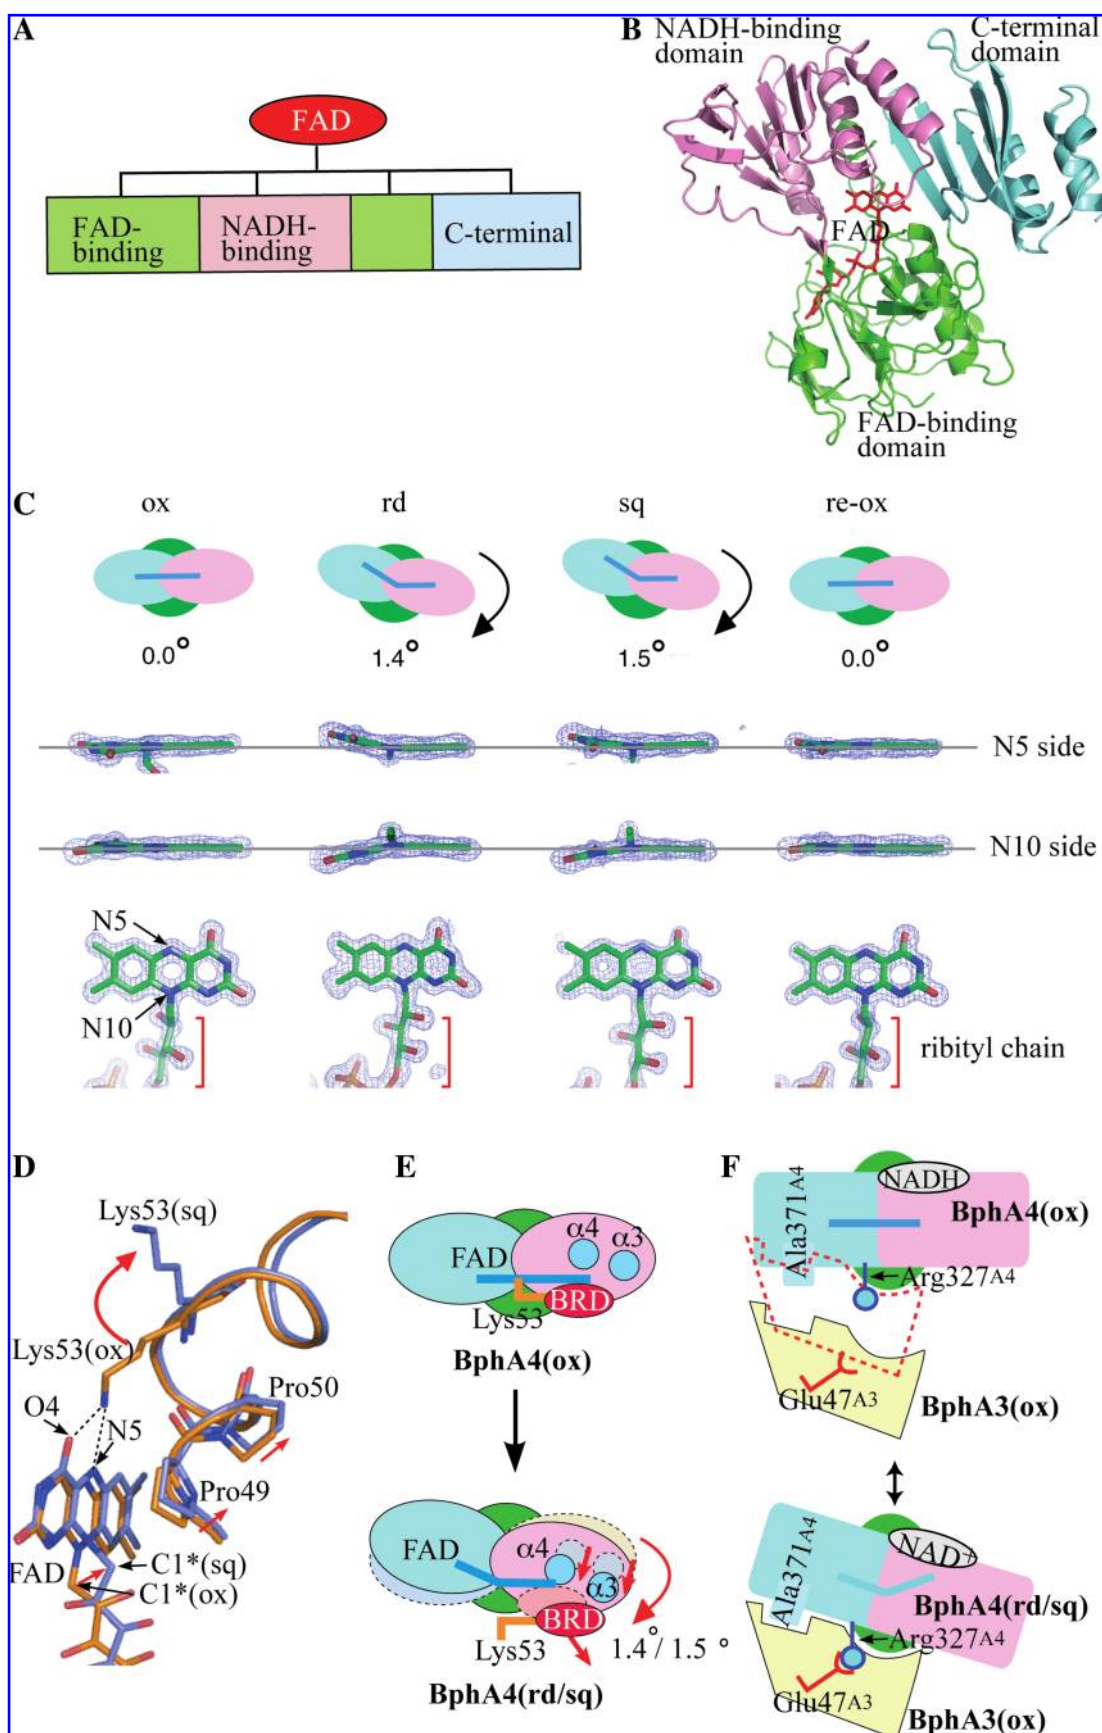 A
FAD
FAD-
binding
NADH-
binding
C-terminal
B
NADH-binding
domain
C-terminal
domain
FAD
FAD-binding
domain
C
ox
rd
sq
re-ox
0.0°
1.4°
1.5°
0.0°
N5 side
N10 side
N5
N10
ribityl chain
D
Lys53(sq)
Lys53(ox)
O4
N5
Pro50
Pro49
FAD
C1*(sq)
C1*(ox)
E
α4
α3
FAD
BRD
Lys53
BphA4(ox)
FAD
α4
α3
BRD
Lys53
1.4°/ 1.5 °
BphA4(rd/sq)
F
NADH
Ala371A4
BphA4(ox)
Arg327A4
Glu47A3
BphA3(ox)
Ala371A4
NAD+
BphA4(rd/sq)
Arg327A4
Glu47A3
BphA3(ox)